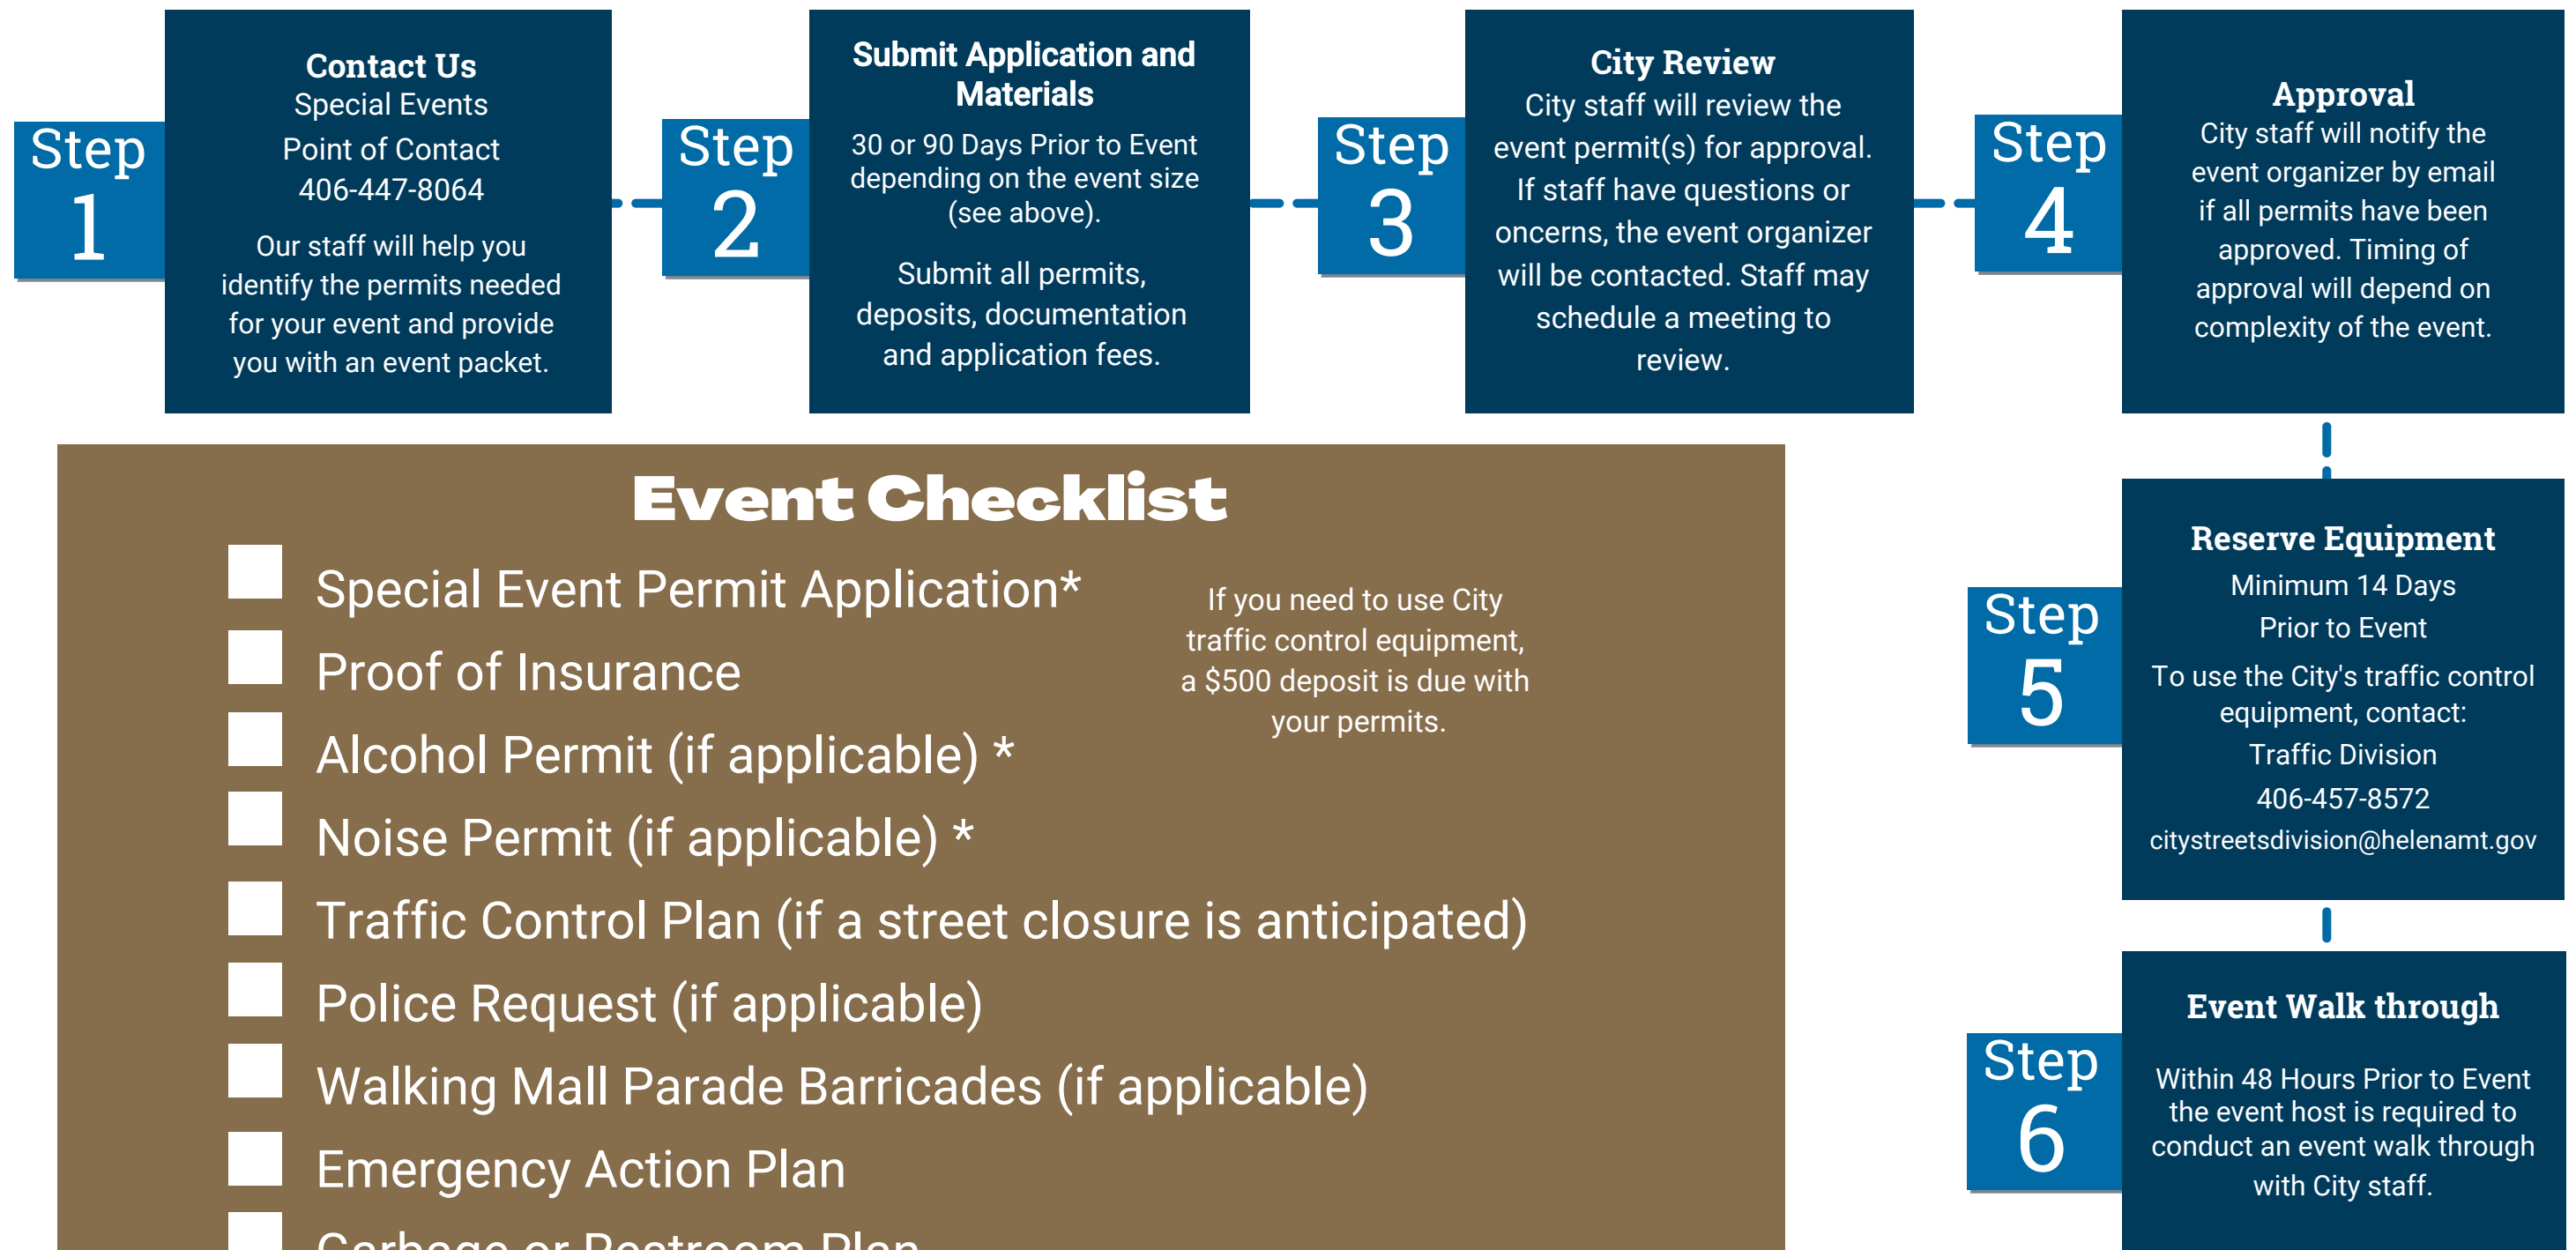 Step
1
Contact Us
Special Events
Point of Contact
406-447-8064
Our staff will help you
identify the permits needed
for your event and provide
you with an event packet.
Step
2
Submit Application and
Materials
30 or 90 Days Prior to Event
depending on the event size
(see above).
Submit all permits,
deposits, documentation
and application fees.
Step
3
City Review
City staff will review the
event permit(s) for approval.
If staff have questions or
oncerns, the event organizer
will be contacted. Staff may
schedule a meeting to
review.
Step
4
Approval
City staff will notify the
event organizer by email
if all permits have been
approved. Timing of
approval will depend on
complexity of the event.
Step
5
Reserve Equipment
Minimum 14 Days
Prior to Event
To use the City's traffic control
equipment, contact:
Traffic Division
406-457-8572
citystreetsdivision@helenamt.gov
Step
6
Event Walk through
Within 48 Hours Prior to Event
the event host is required to
conduct an event walk through
with City staff.
Event Checklist
Special Event Permit Application*
Proof of Insurance
Alcohol Permit (if applicable) *
Noise Permit (if applicable) *
Traffic Control Plan (if a street closure is anticipated)
Police Request (if applicable)
Walking Mall Parade Barricades (if applicable)
Emergency Action Plan
Garbage or Restroom Plan
If you need to use City
traffic control equipment,
a $500 deposit is due with
your permits.